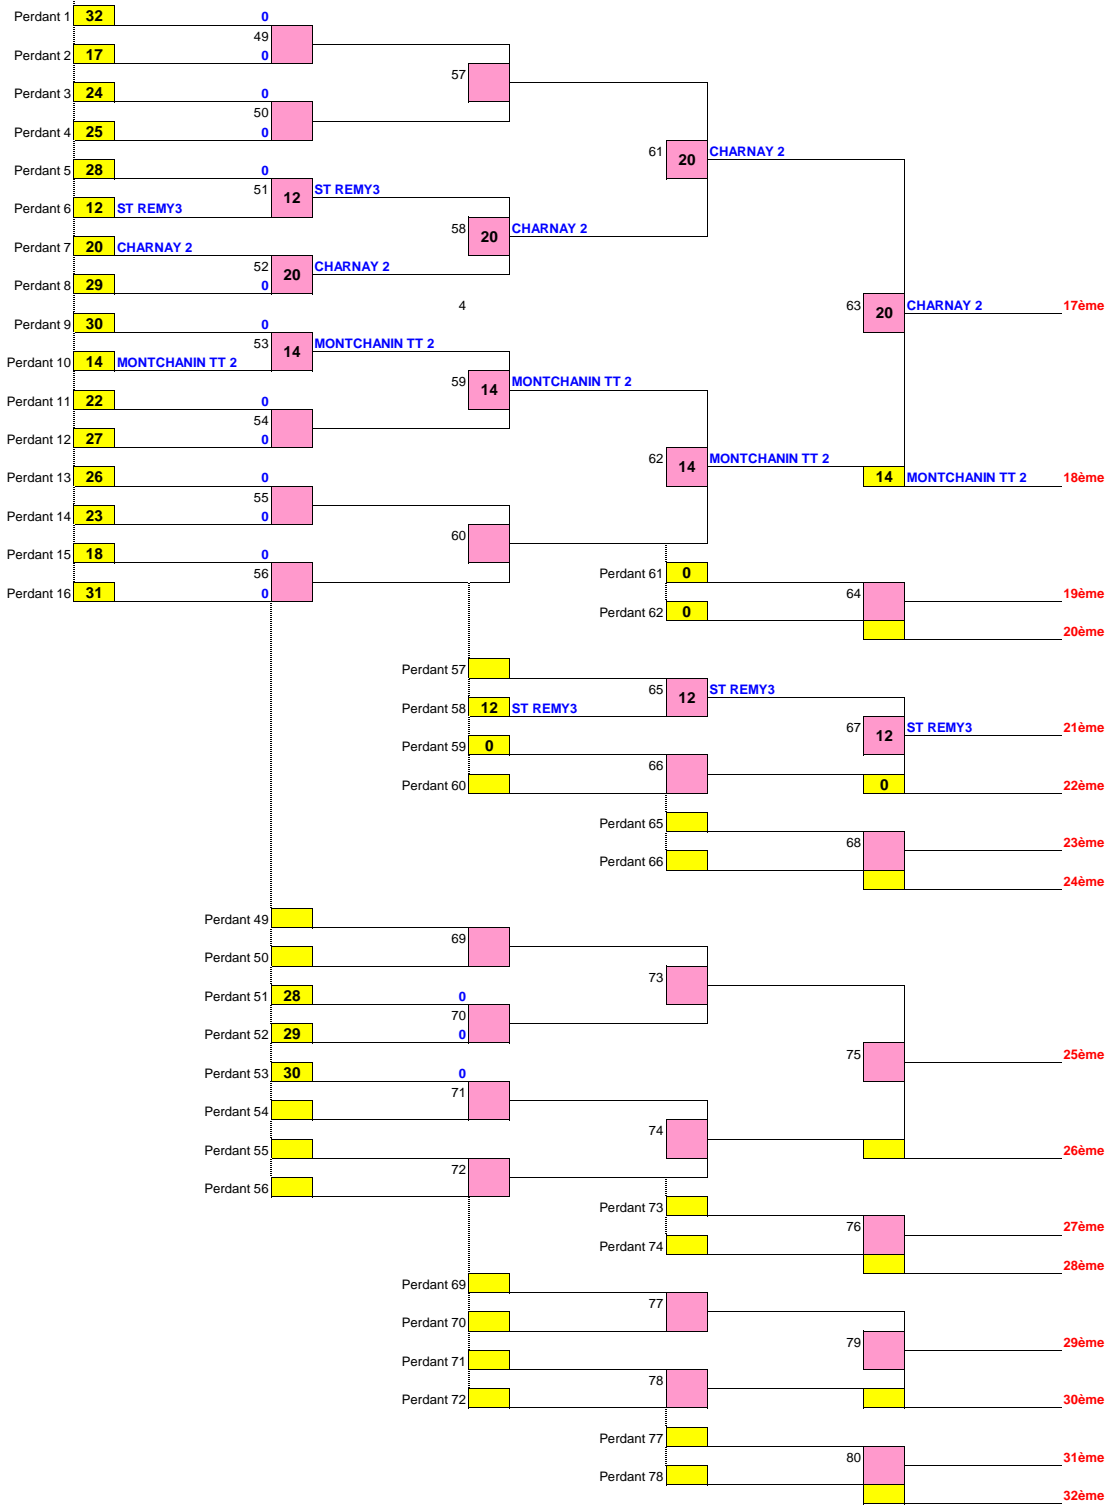 Perdant 1 32 0
49
Perdant 2 17 0
57
Perdant 3 24 0
50
Perdant 4 25 0
61 20 CHARNAY 2
Perdant 5 28 0
51 12 ST REMY3
Perdant 6 12 ST REMY3
58 20 CHARNAY 2
Perdant 7 20 CHARNAY 2
52 20 CHARNAY 2
Perdant 8 29 0
4 63 20 CHARNAY 2 17ème
Perdant 9 30 0
53 14 MONTCHANIN TT 2
Perdant 10 14 MONTCHANIN TT 2
59 14 MONTCHANIN TT 2
Perdant 11 22 0
54
Perdant 12 27 0
62 14 MONTCHANIN TT 2
Perdant 13 26 0 14 MONTCHANIN TT 2 18ème
55
Perdant 14 23 0
60
Perdant 15 18 0
56 Perdant 61 0
Perdant 16 31 0 64 19ème
Perdant 62 0
20ème
Perdant 57
65 12 ST REMY3
Perdant 58 12 ST REMY3
67 12 ST REMY3 21ème
Perdant 59 0
66
Perdant 60 0 22ème
Perdant 65
68 23ème
Perdant 66
24ème
Perdant 49
69
Perdant 50
73
Perdant 51 28 0
70
Perdant 52 29 0
75 25ème
Perdant 53 30 0
71
Perdant 54
74
Perdant 55 26ème
72
Perdant 56
Perdant 73
76 27ème
Perdant 74
28ème
Perdant 69
77
Perdant 70
79 29ème
Perdant 71
78
Perdant 72 30ème
Perdant 77
80 31ème
Perdant 78
32ème